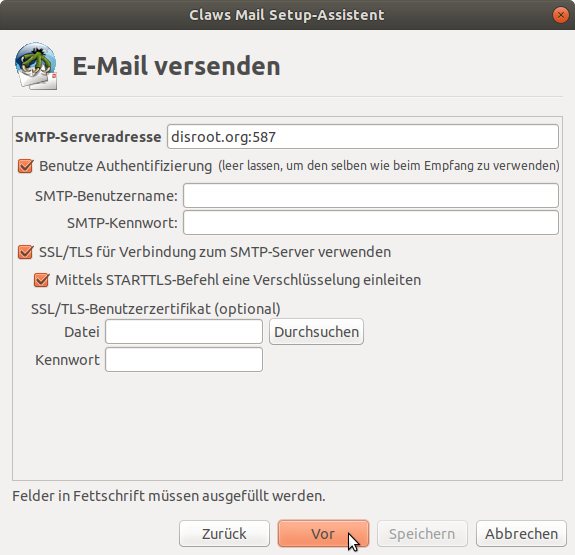 Claws Mail Setup-Assistent
E-Mail versenden
SMTP-Serveradresse disroot.org:587
Benutze Authentifizierung (leer lassen, um den selben wie beim Empfang zu verwenden)
SMTP-Benutzername:
SMTP-Kennwort:
SSL/TLS für Verbindung zum SMTP-Server verwenden
Mittels STARTTLS-Befehl eine Verschlüsselung einleiten
SSL/TLS-Benutzerzertifikat (optional)
Datei Durchsuchen
Kennwort
Felder in Fettschrift müssen ausgefüllt werden.
Zurück Vor Speichern Abbrechen